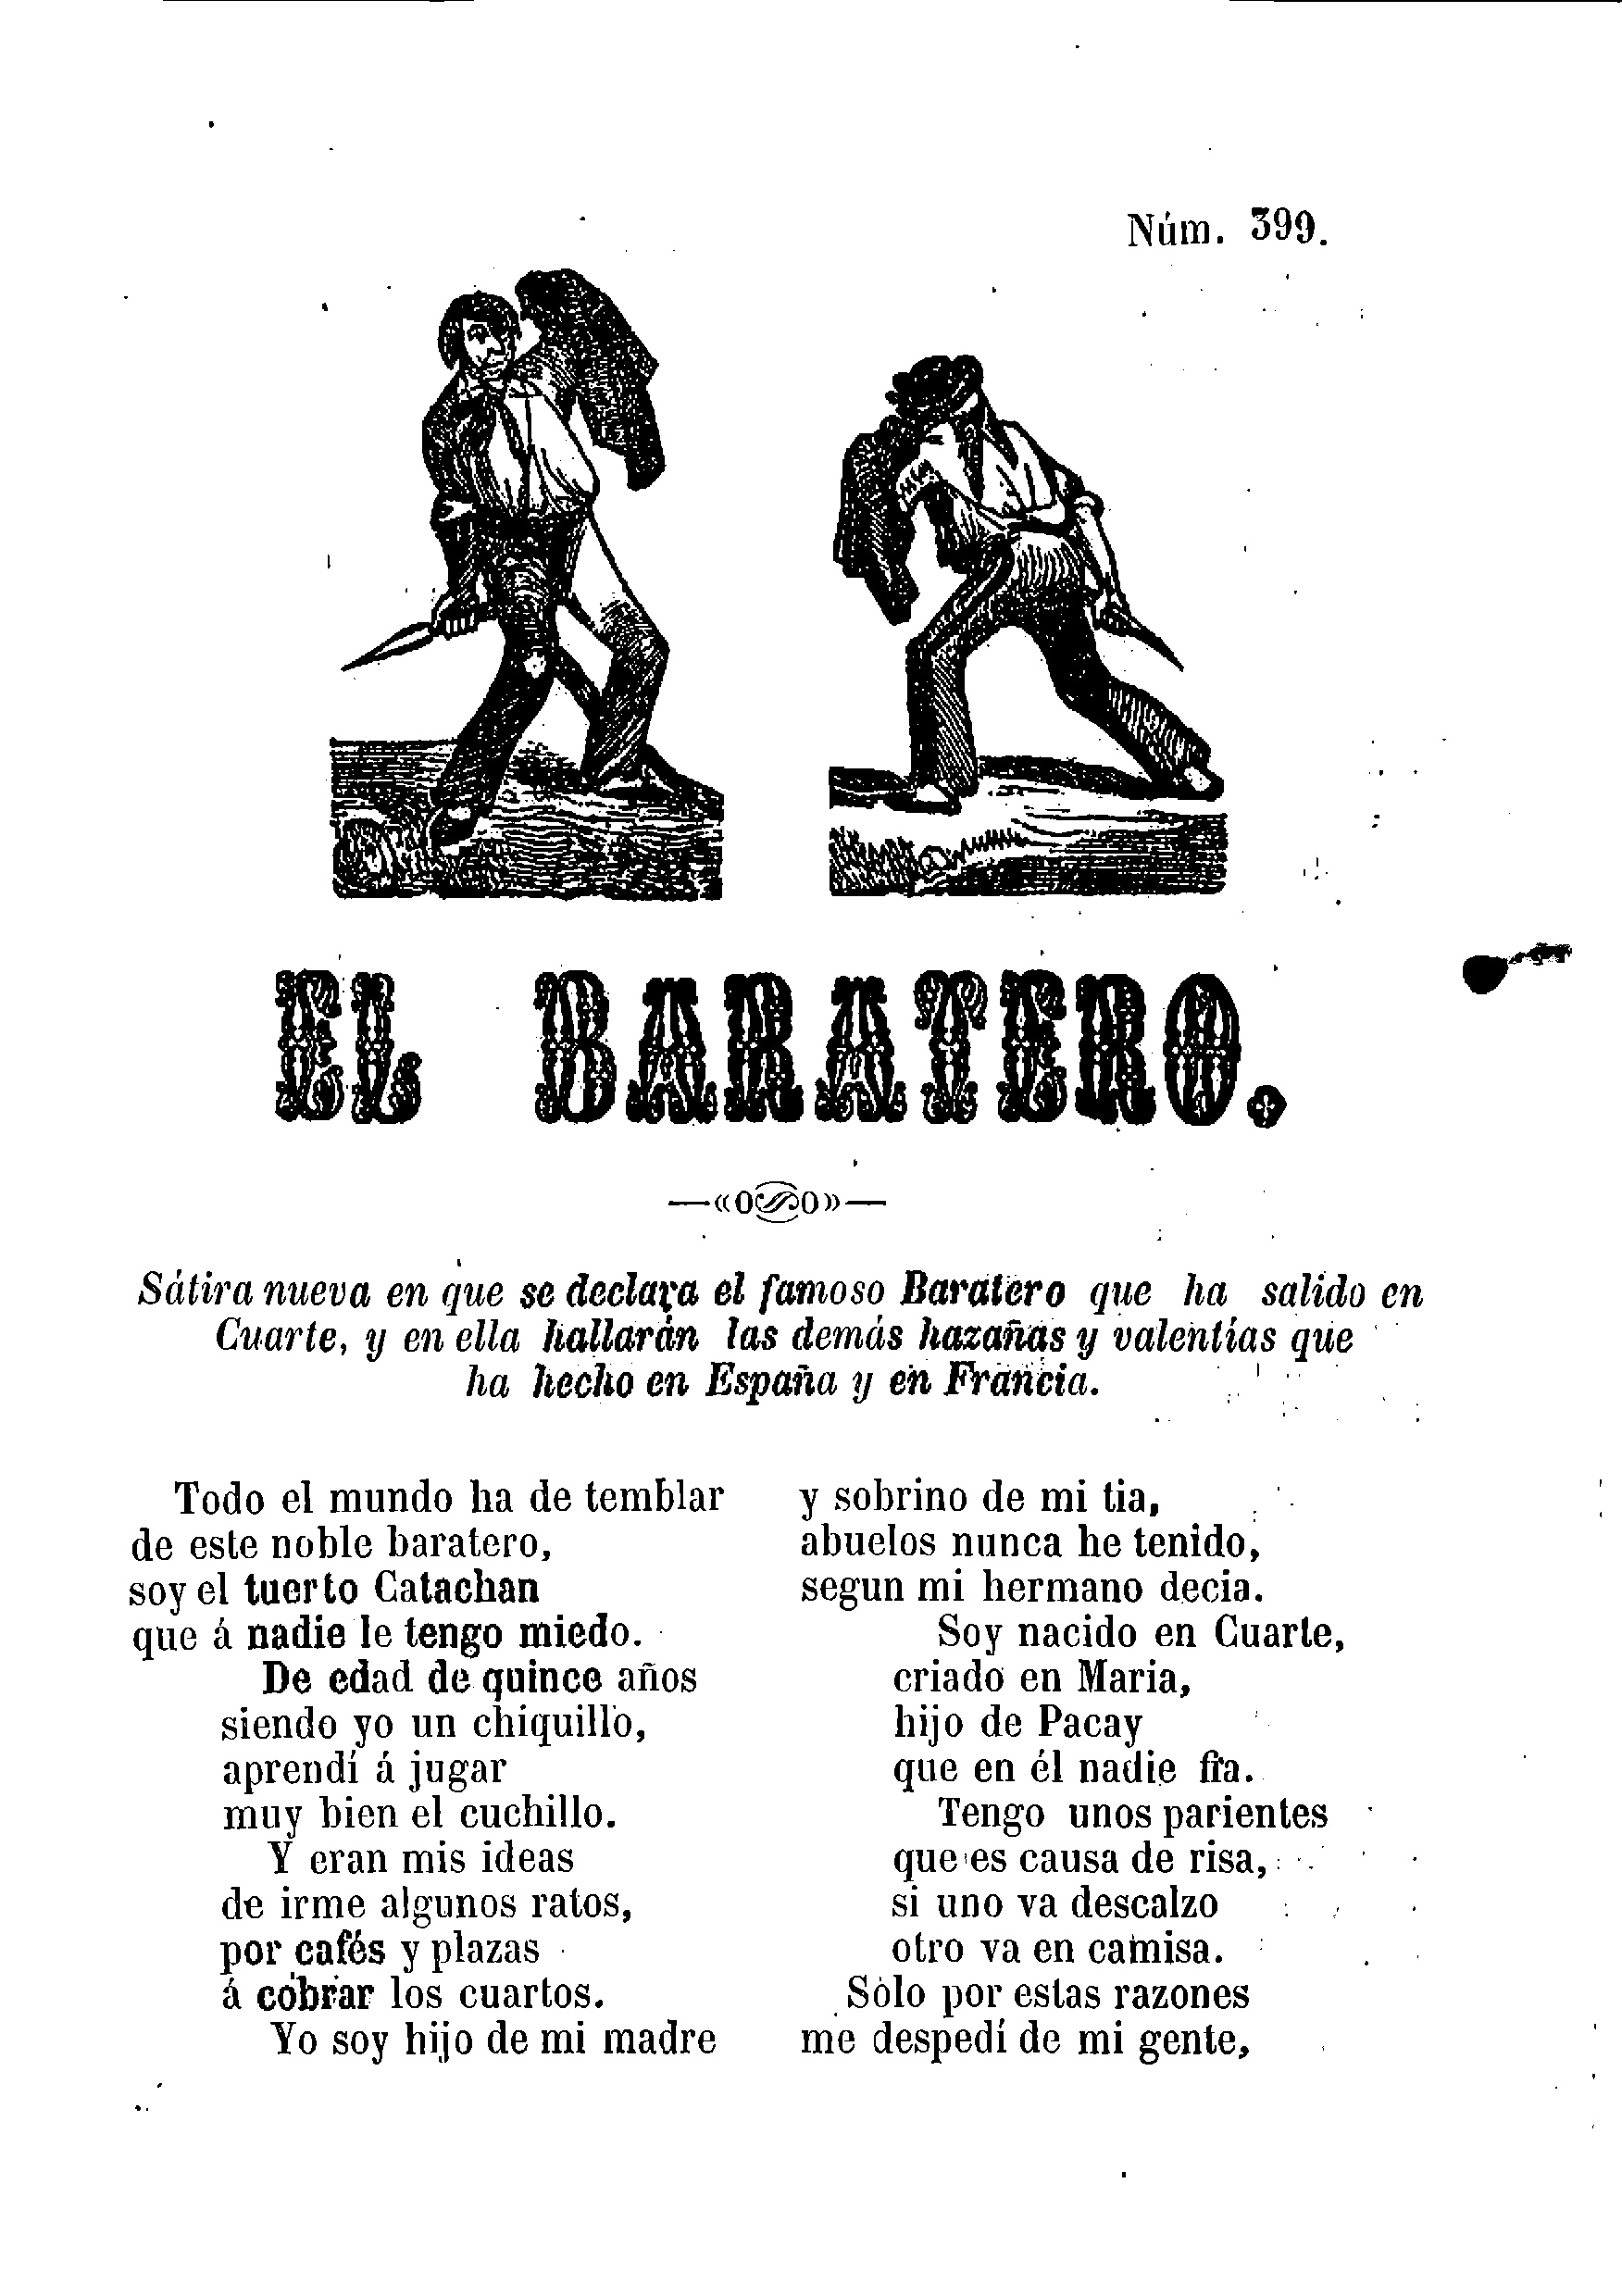 Núm. 399.
EL BARATERO.
Sátira nueva en que se declara el famoso Baratero que ha salido en
Cuarte, y en ella hallarán las demás hazañas y valentías que
ha hecho en España y en Francia.
Todo el mundo ha de temblar
de este noble baratero,
soy el tuerto Catachan
que á nadie le tengo miedo.
De edad de quince años
siendo yo un chiquillo,
aprendí á jugar
muy bien el cuchillo.
Y eran mis ideas
de irme algunos ratos,
por cafés y plazas
á cobrar los cuartos.
Yo soy hijo de mi madre
y sobrino de mi tia,
abuelos nunca he tenido,
segun mi hermano decia.
Soy nacido en Cuarte,
criado en Maria,
hijo de Pacay
que en él nadie fia.
Tengo unos parientes
que es causa de risa,
si uno va descalzo
otro va en camisa.
Solo por estas razones
me despedí de mi gente,